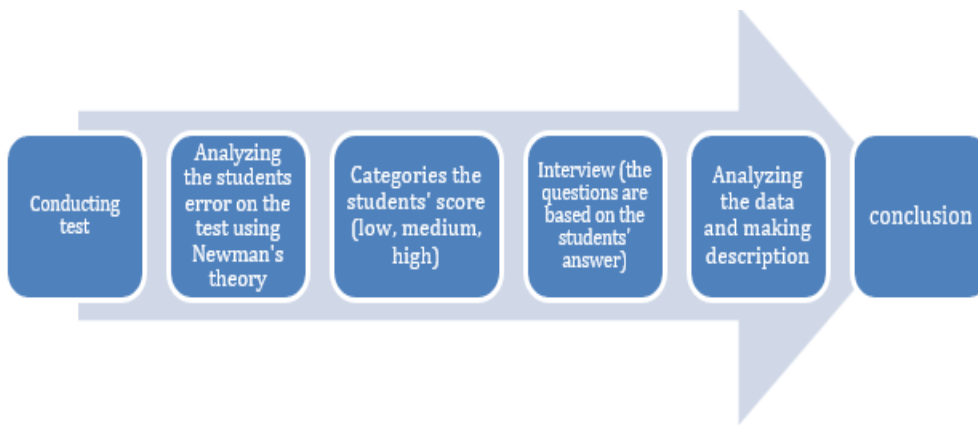 Conducting
test
Analyzing
the students
error on the
test using
Newman's
theory
Categories the
students' score
(low, medium,
high)
Interview (the
questions are
based on the
students'
answer)
Analyzing
the data
and making
description
conclusion